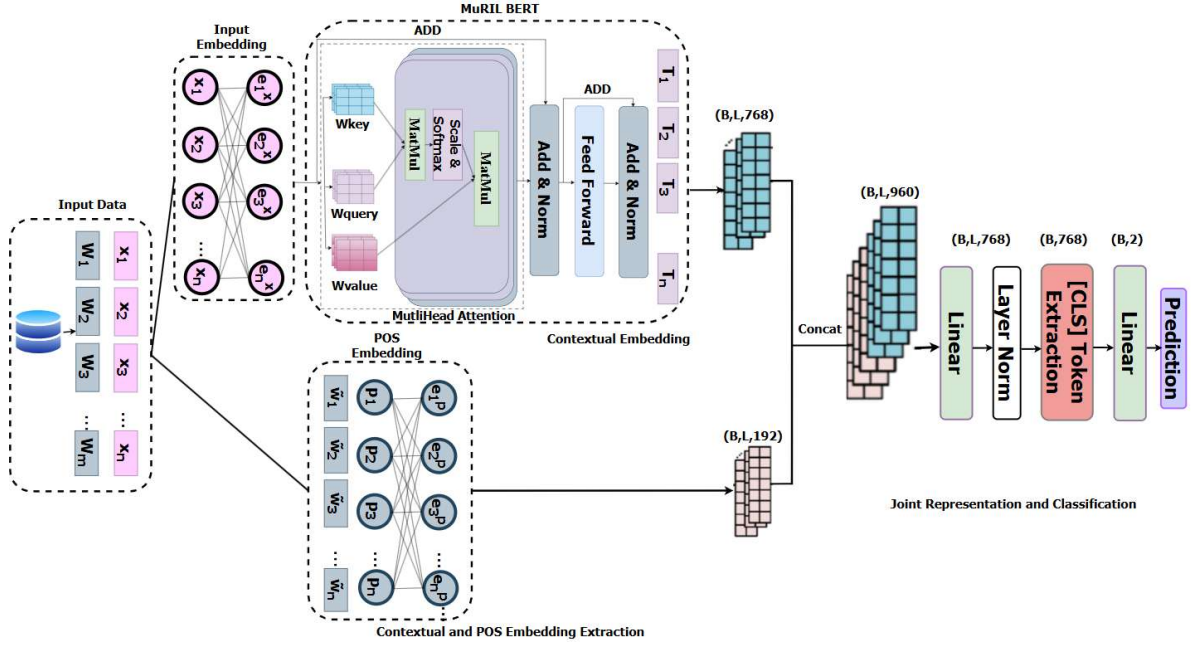 MuRIL BERT
Input
Embedding
ADD
x1
x2
x3
...
xn
e1x
e2x
e3x
enx
Wkey
Wquery
Wvalue
MatMul
Scale &
Softmax
MatMul
MutliHead Attention
Add & Norm
ADD
Feed Forward
Add & Norm
T1
T2
T3
Tn
Contextual Embedding
Input Data
W1
W2
W3
...
Wm
x1
x2
x3
...
xn
POS
Embedding
w̃1
w̃2
w̃3
...
w̃n
p1
p2
p3
...
pn
e1p
e2p
e3p
...
enp
...
Contextual and POS Embedding Extraction
(B,L,768)
(B,L,192)
Concat
(B,L,960)
(B,L,768)
(B,768)
(B,2)
Linear
Layer Norm
[CLS] Token
Extraction
Linear
Prediction
Joint Representation and Classification